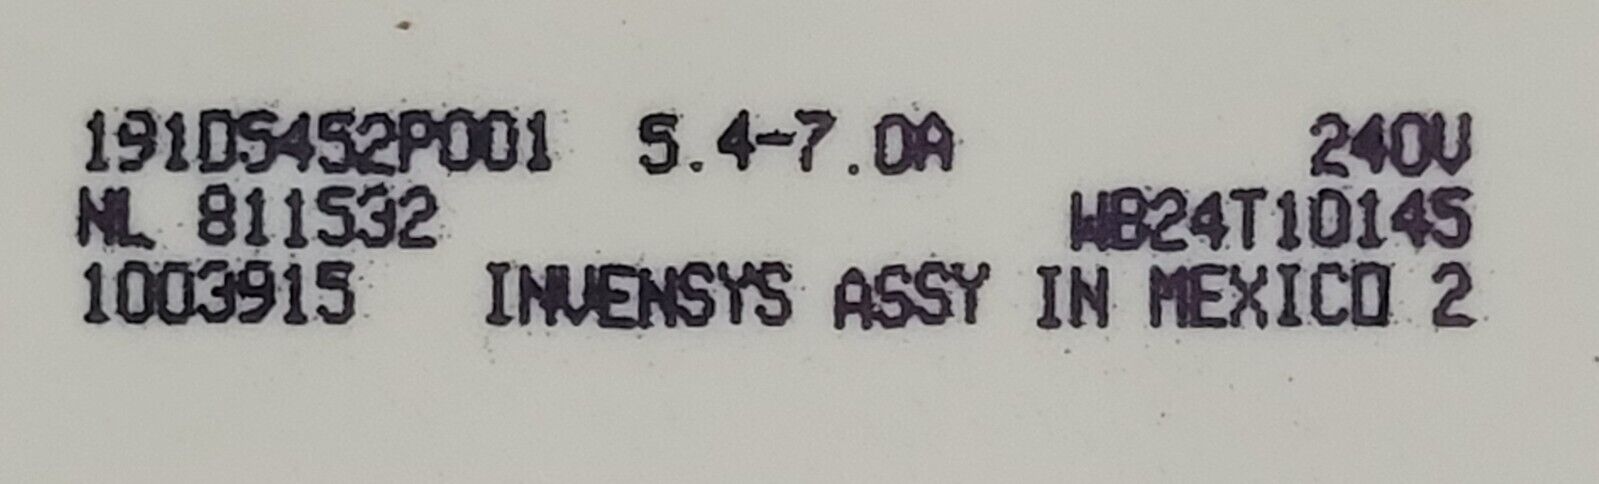 191D5452P001 5.4-7.0A 240V
NL 811532 WB24T10145
1003915 INVENSYS ASSY IN MEXICO 2